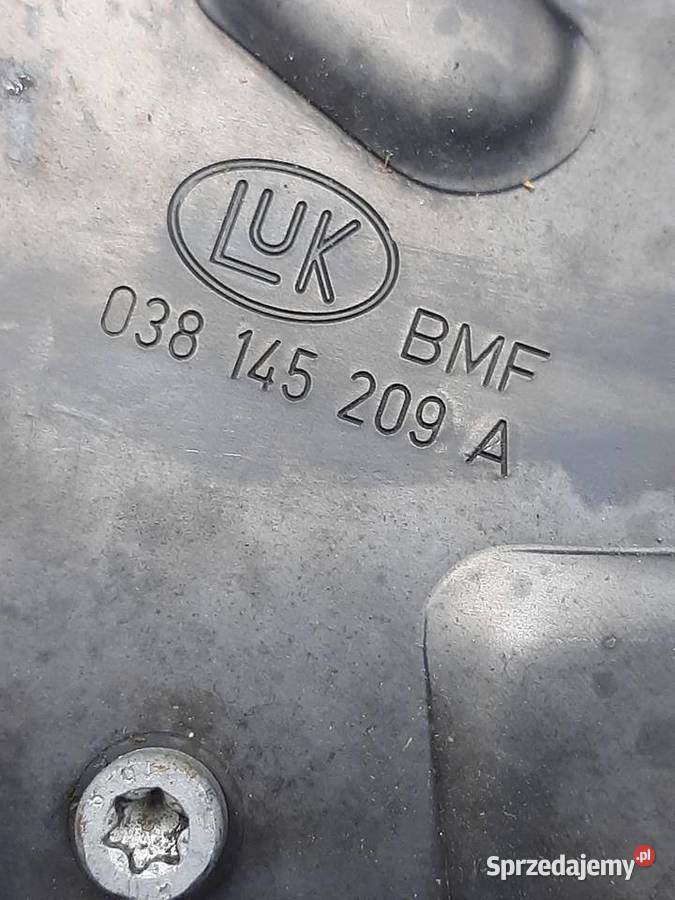 LUK
BMF
038 145 209 A
Sprzedajemy.pl